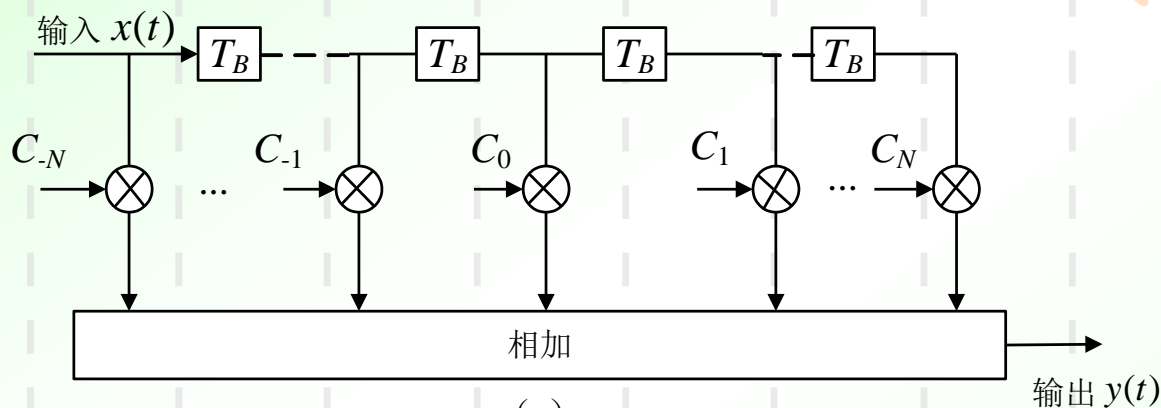 输入 x(t)
T_B T_B T_B T_B
C_{-N} C_{-1} C_0 C_1 C_N
... ...
相加
输出 y(t)